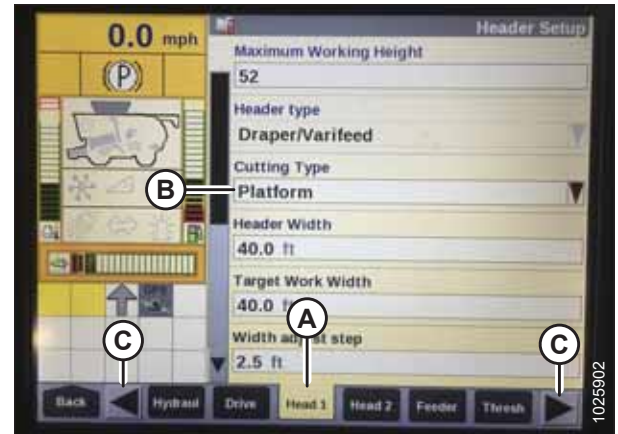 0.0 mph
(P)
Header Setup
Maximum Working Height
52
Header type
Draper/Varifeed
Cutting Type
B
Platform
Header Width
40.0 ft
Target Work Width
40.0 ft
A
C
C
Width adjust step
2.5 ft
Back
Hydraul
Drive
Head 1
Head 2
Feeder
Thresh
1025902